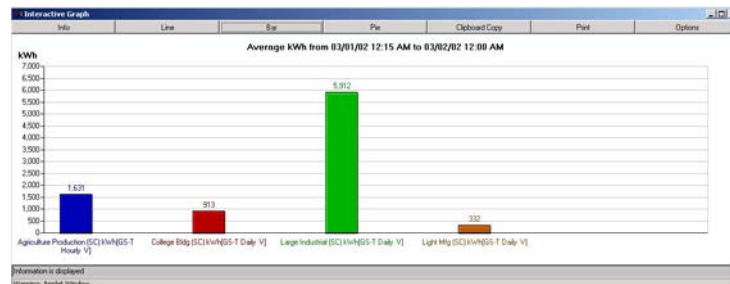 Interactive Graph
Info Line Bar Pie Clipboard Copy Print Options
Average kWh from 03/01/02 12:15 AM to 03/02/02 12:00 AM
kWh
7,000
6,500
6,000
5,500
5,000
4,500
4,000
3,500
3,000
2,500
2,000
1,500
1,000
500
0
1,631
913
5,912
332
Agriculture Production (SC) kWh[GS-T Hourly V]
College Bldg (SC) kWh[GS-T Daily V]
Large Industrial (SC) kWh[GS-T Daily V]
Light Mfg (SC) kWh[GS-T Daily V]
Information is displayed
Warning: Applet Window